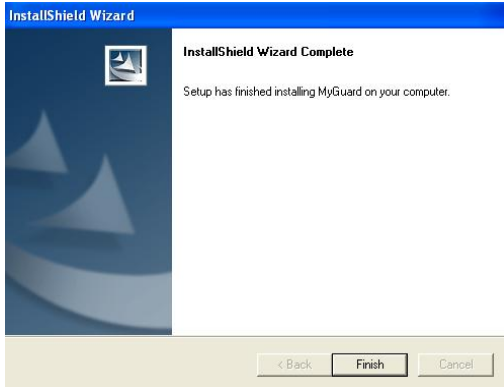 InstallShield Wizard
InstallShield Wizard Complete
Setup has finished installing MyGuard on your computer.
< Back
Finish
Cancel